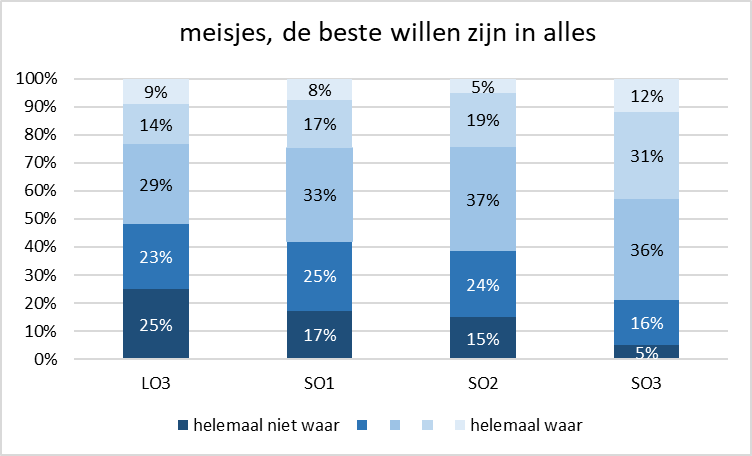 meisjes, de beste willen zijn in alles
100%
90%
80%
70%
60%
50%
40%
30%
20%
10%
0%
9% 8% 5% 12%
14% 17% 19% 31%
29% 33% 37% 36%
23% 25% 24% 16%
25% 17% 15% 5%
LO3 SO1 SO2 SO3
helemaal niet waar helemaal waar